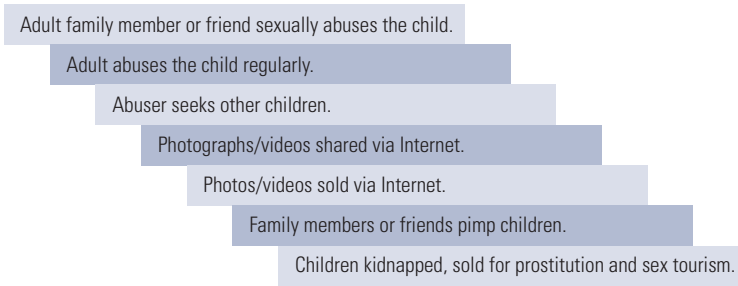 Adult family member or friend sexually abuses the child.
Adult abuses the child regularly.
Abuser seeks other children.
Photographs/videos shared via Internet.
Photos/videos sold via Internet.
Family members or friends pimp children.
Children kidnapped, sold for prostitution and sex tourism.